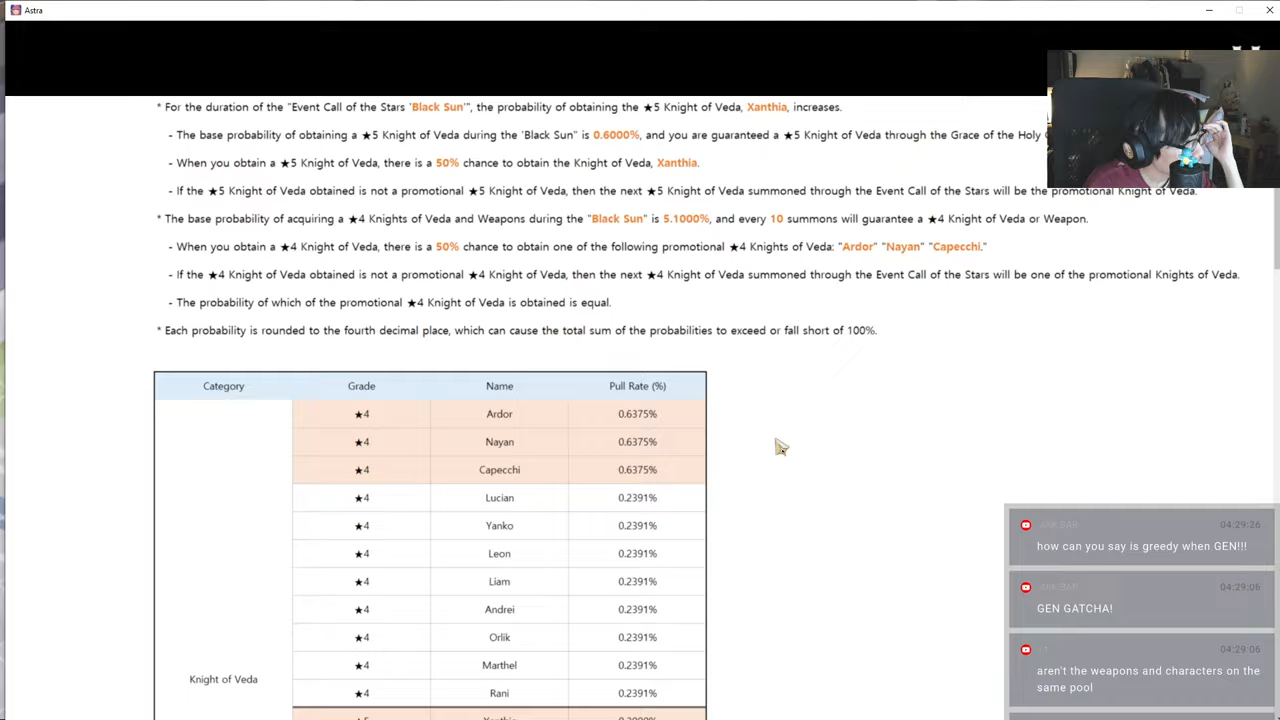 Astra
* For the duration of the "Event Call of the Stars 'Black Sun'", the probability of obtaining the ★5 Knight of Veda, Xanthia, increases.
- The base probability of obtaining a ★5 Knight of Veda during the 'Black Sun" is 0.6000%, and you are guaranteed a ★5 Knight of Veda through the Grace of the Holy
- When you obtain a ★5 Knight of Veda, there is a 50% chance to obtain the Knight of Veda, Xanthia.
- If the ★5 Knight of Veda obtained is not a promotional ★5 Knight of Veda, then the next ★5 Knight of Veda summoned through the Event Call of the Stars will be the promotional Knight of Veda.
* The base probability of acquiring a ★4 Knights of Veda and Weapons during the "Black Sun" is 5.1000%, and every 10 summons will guarantee a ★4 Knight of Veda or Weapon.
- When you obtain a ★4 Knight of Veda, there is a 50% chance to obtain one of the following promotional ★4 Knights of Veda: "Ardor" "Nayan" "Capecchi."
- If the ★4 Knight of Veda obtained is not a promotional ★4 Knight of Veda, then the next ★4 Knight of Veda summoned through the Event Call of the Stars will be one of the promotional Knights of Veda.
- The probability of which of the promotional ★4 Knight of Veda is obtained is equal.
* Each probability is rounded to the fourth decimal place, which can cause the total sum of the probabilities to exceed or fall short of 100%.
Category Grade Name Pull Rate (%)
★4 Ardor 0.6375%
★4 Nayan 0.6375%
★4 Capecchi 0.6375%
★4 Lucian 0.2391%
★4 Yanko 0.2391%
★4 Leon 0.2391%
★4 Liam 0.2391%
★4 Andrei 0.2391%
★4 Orlik 0.2391%
★4 Marthel 0.2391%
Knight of Veda
★4 Rani 0.2391%
04:29:26
how can you say is greedy when GEN!!!
04:29:06
GEN GATCHA!
04:29:06
aren't the weapons and characters on the
same pool